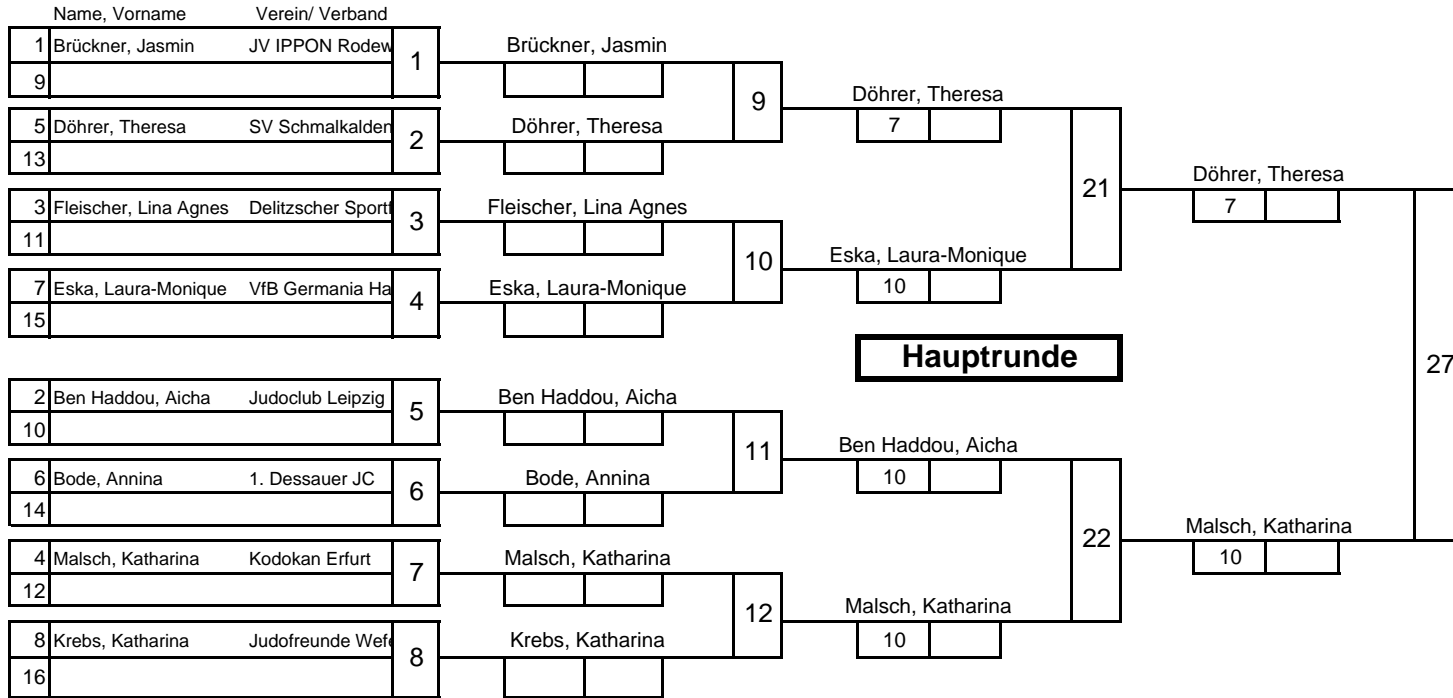 Name, Vorname Verein/ Verband
1 Brückner, Jasmin JV IPPON Rodew
9
1
Brückner, Jasmin
5 Döhrer, Theresa SV Schmalkalden
13
2
Döhrer, Theresa
9
Döhrer, Theresa
7
3 Fleischer, Lina Agnes Delitzscher Sportf
11
3
Fleischer, Lina Agnes
7 Eska, Laura-Monique VfB Germania Ha
15
4
Eska, Laura-Monique
10
Eska, Laura-Monique
10
21
Döhrer, Theresa
7
Hauptrunde
27
2 Ben Haddou, Aicha Judoclub Leipzig
10
5
Ben Haddou, Aicha
6 Bode, Annina 1. Dessauer JC
14
6
Bode, Annina
11
Ben Haddou, Aicha
10
4 Malsch, Katharina Kodokan Erfurt
12
7
Malsch, Katharina
8 Krebs, Katharina Judofreunde Wefe
16
8
Krebs, Katharina
12
Malsch, Katharina
10
22
Malsch, Katharina
10